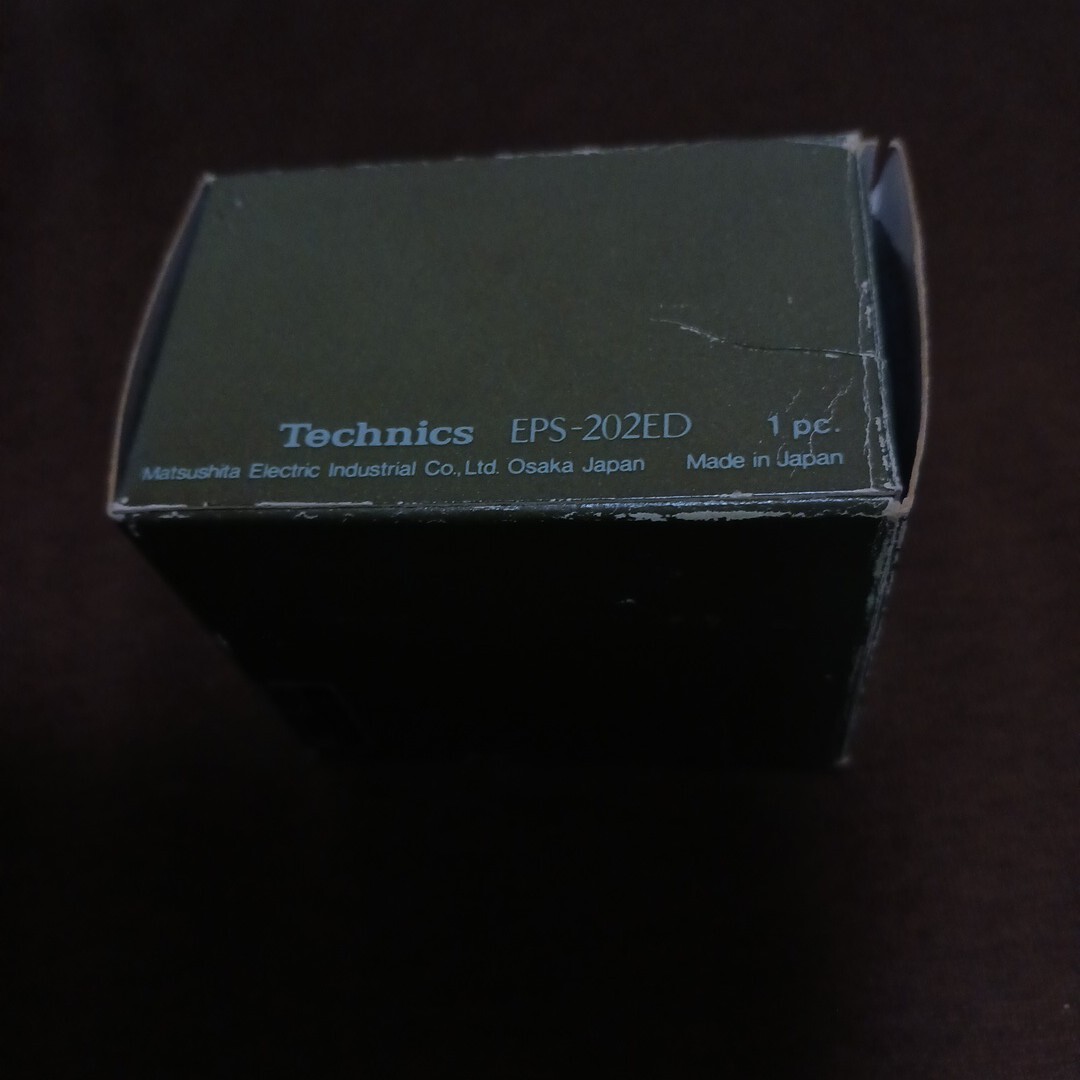 Technics EPS-202ED 1 pc.
Matsushita Electric Industrial Co., Ltd. Osaka Japan Made in Japan